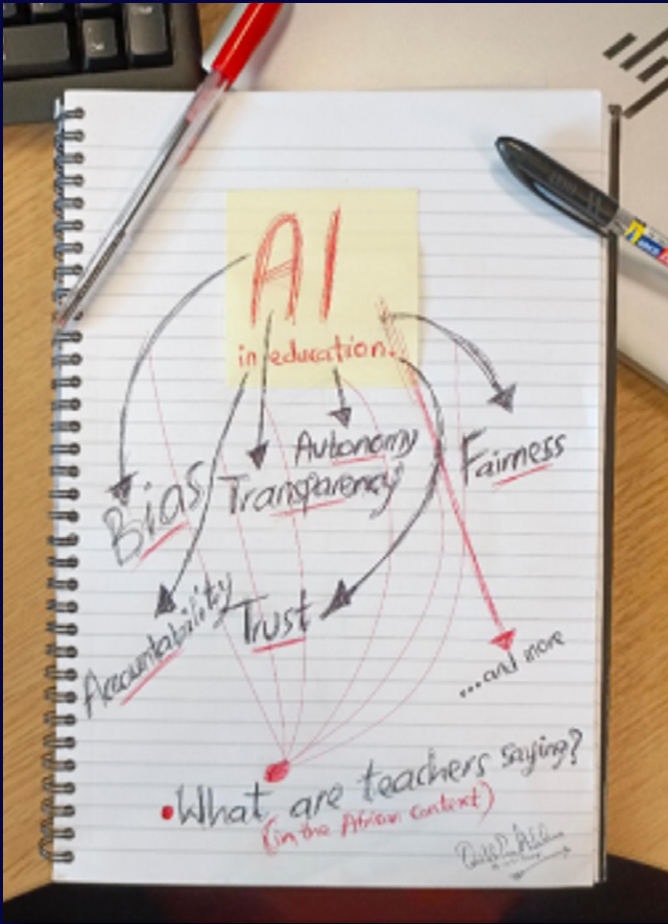 AI
in education.
Autonomy
Fairness
Bias
Transparency
Accountability
Trust
...and more
•What are teachers saying?
(in the African context)